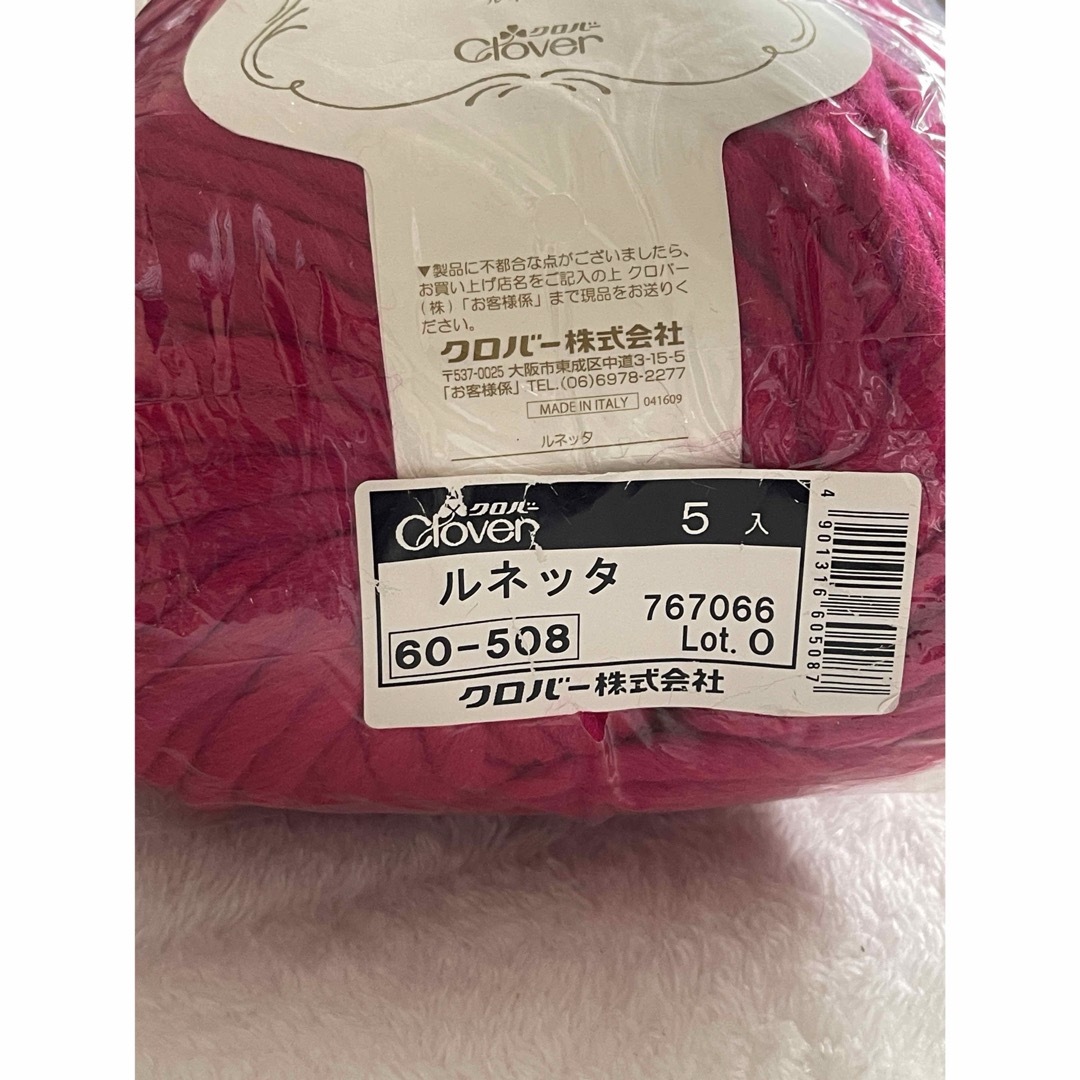 クロバー
Clover
▼製品に不都合な点がございましたら、
お買い上げ店名をご記入の上 クロバー
(株)「お客様係」まで現品をお送りく
ださい。
クロバー株式会社
〒537-0025 大阪市東成区中道3-15-5
「お客様係」TEL.(06)6978-2277
MADE IN ITALY 041609
ルネッタ
クロバー
Clover 5 入
ルネッタ
767066
60-508 Lot. O
クロバー株式会社
4 901316 605087